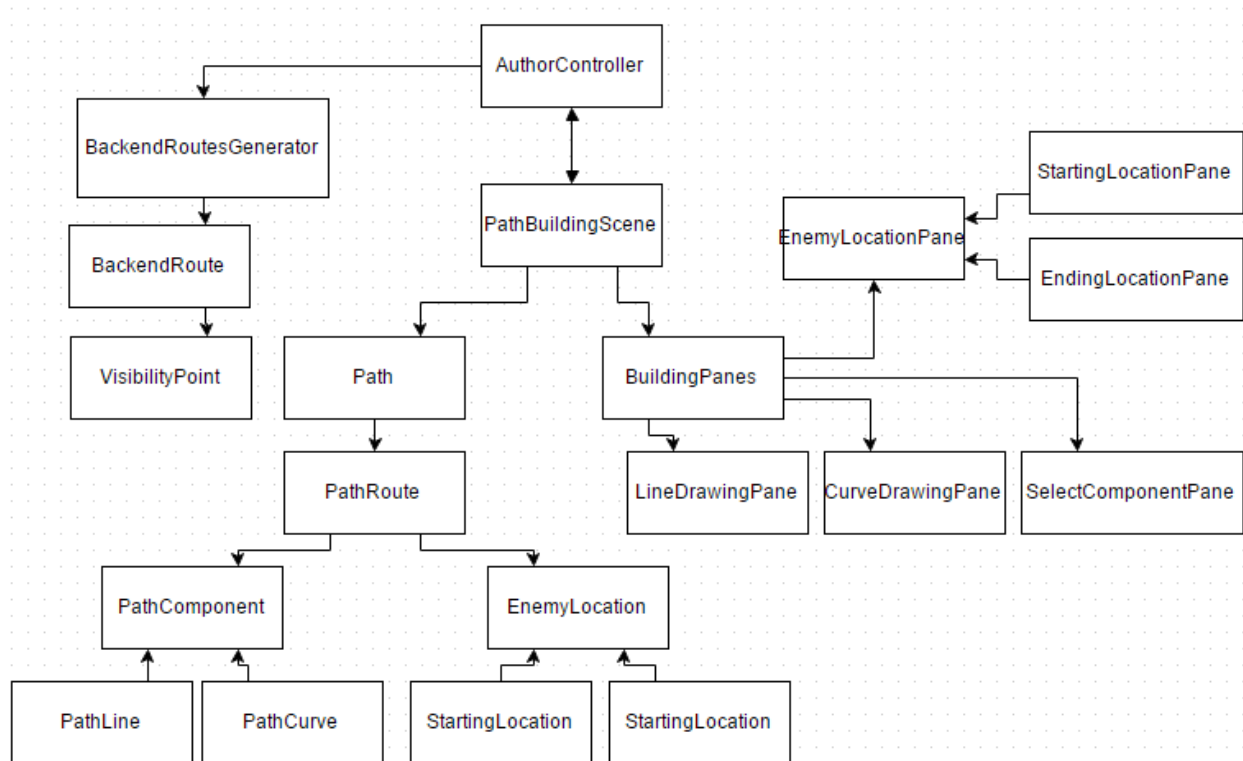 AuthorController
BackendRoutesGenerator
StartingLocationPane
PathBuildingScene
EnemyLocationPane
BackendRoute
EndingLocationPane
VisibilityPoint
Path
BuildingPanes
PathRoute
LineDrawingPane
CurveDrawingPane
SelectComponentPane
PathComponent
EnemyLocation
PathLine
PathCurve
StartingLocation
StartingLocation